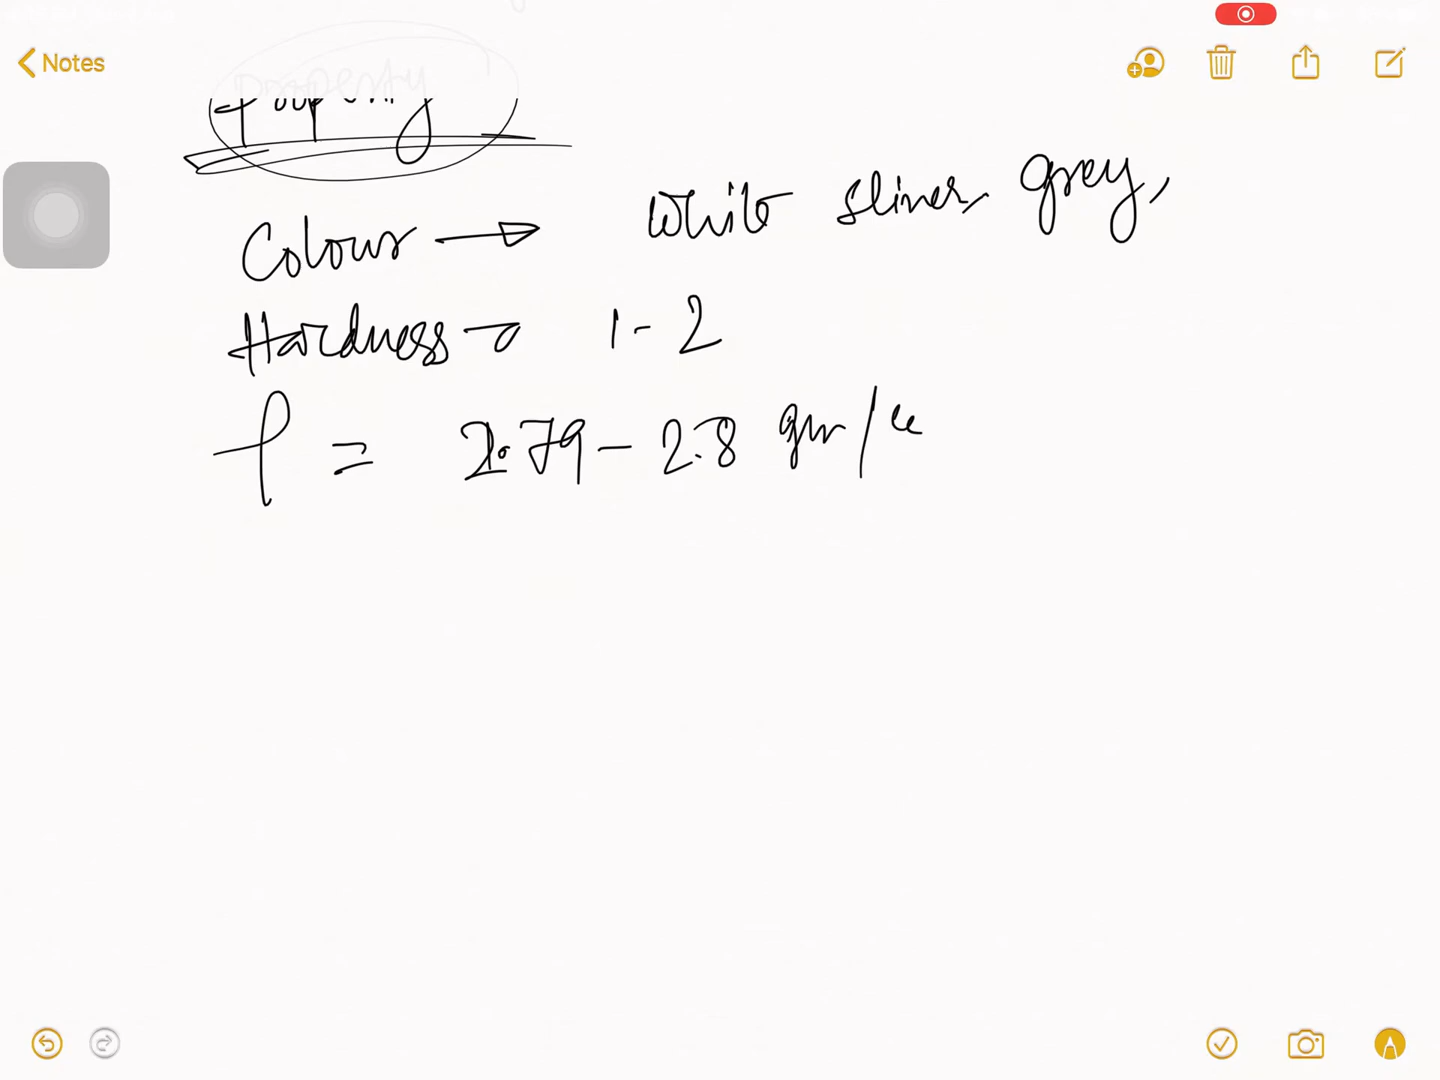 Notes
Property
Colour → White sliver, grey,
Hardness → 1-2
ρ = 2.79 - 2.8 gm/cc